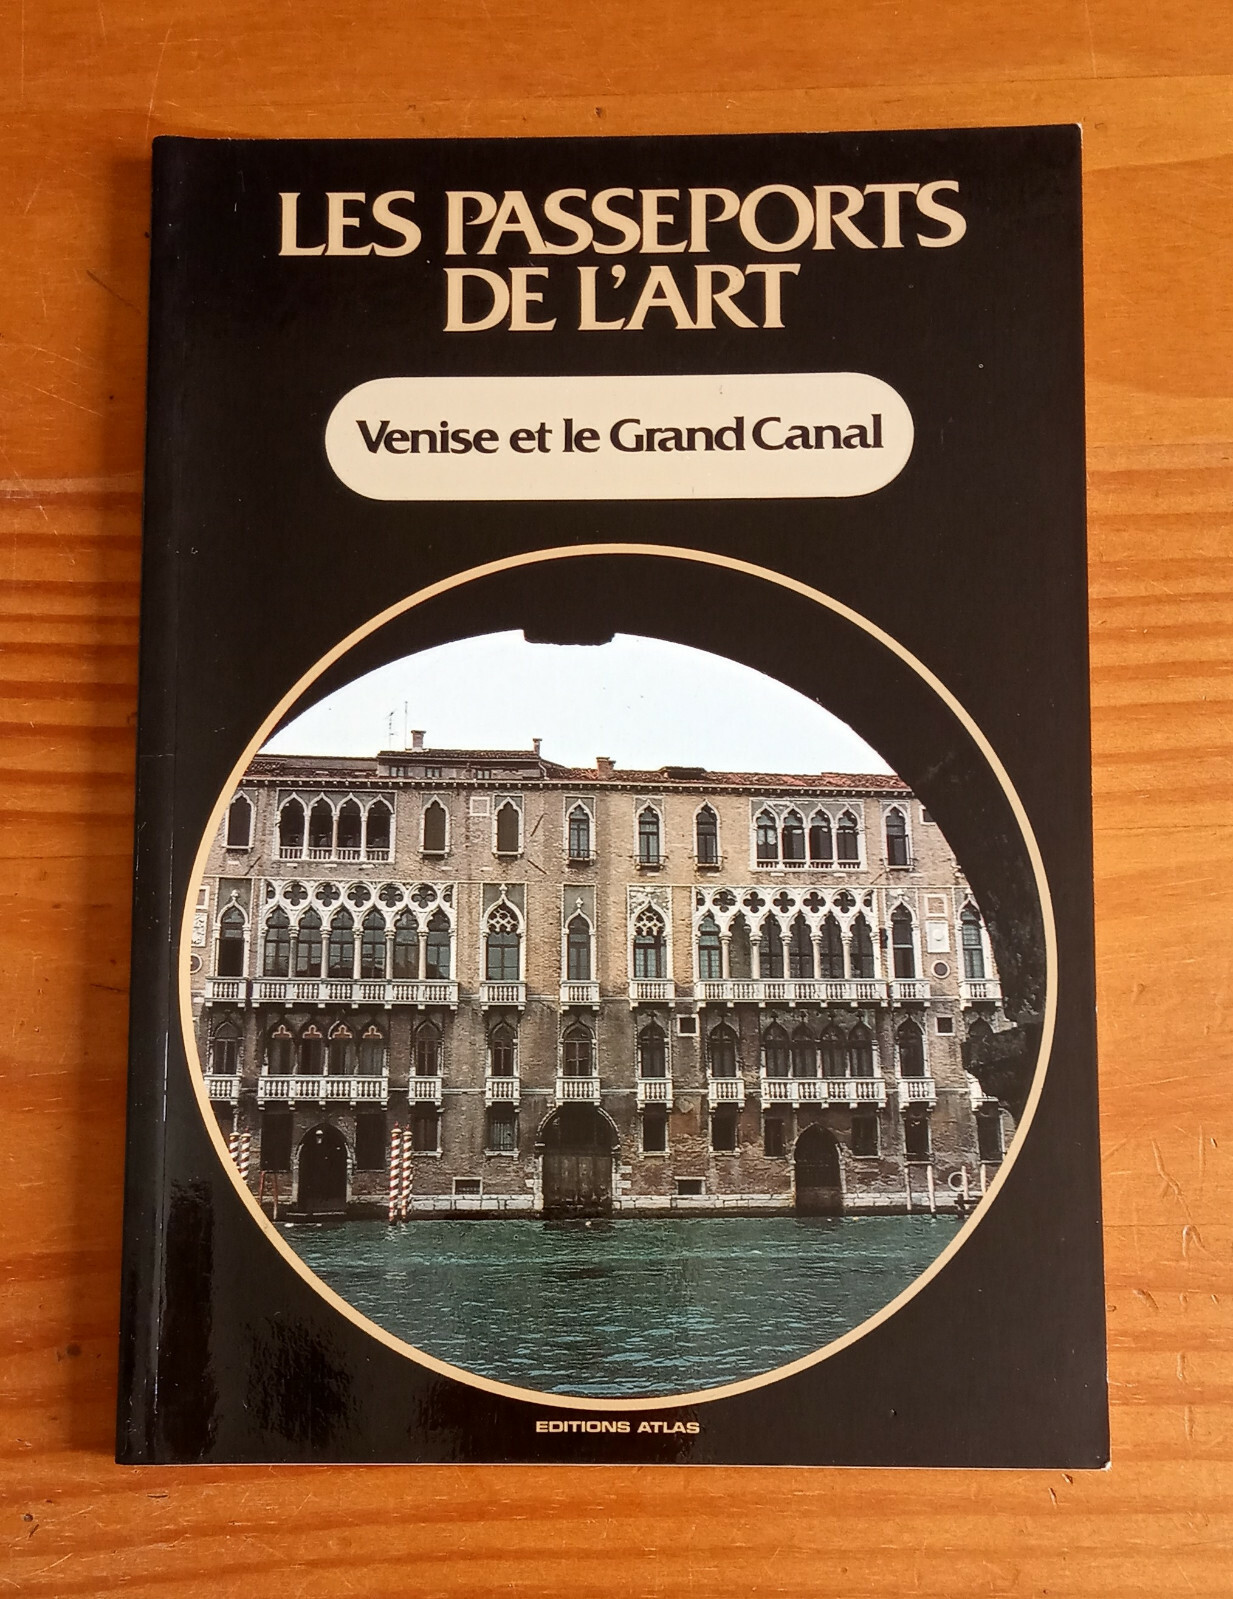 LES PASSEPORTS
DE L'ART
Venise et le Grand Canal
EDITIONS ATLAS